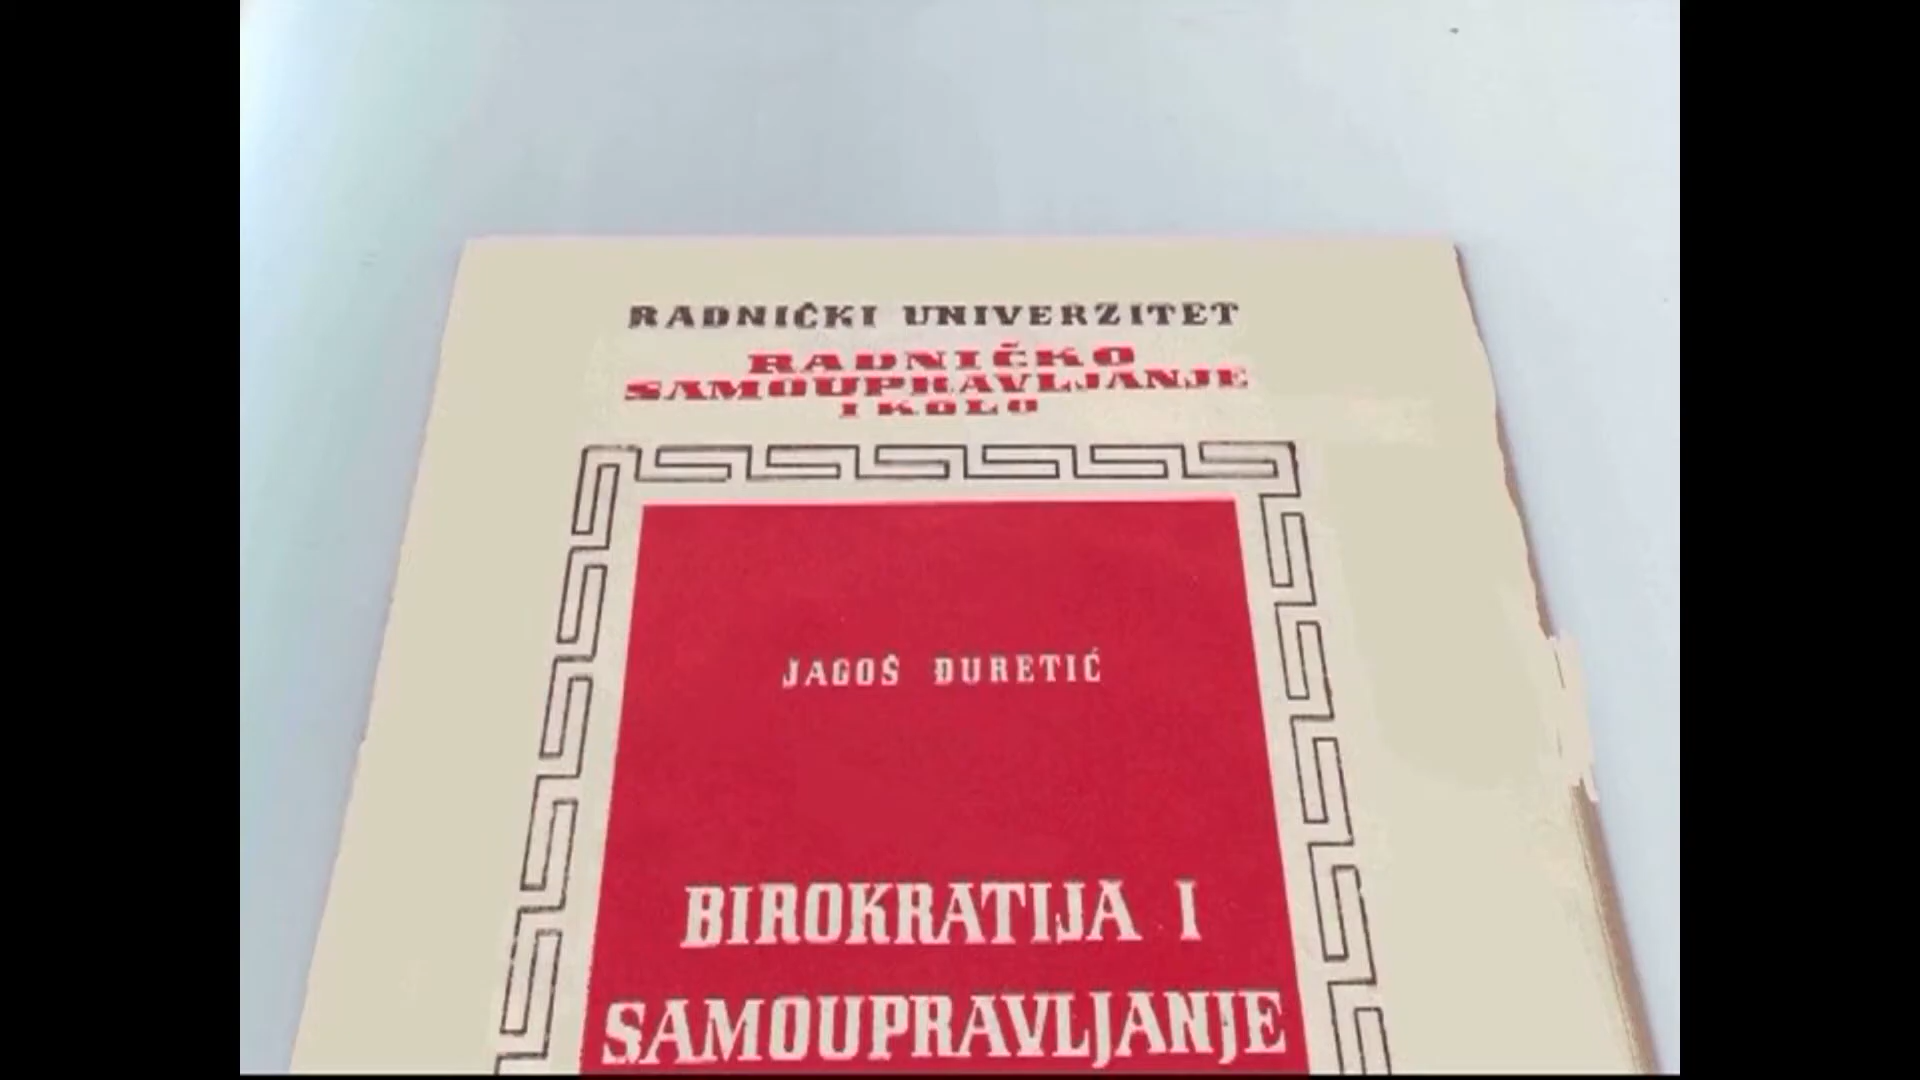 RADNIČKI UNIVERZITET
RADNIČKO
SAMOUPRAVLJANJE
I KOLO
JAGOŠ ĐURETIĆ
BIROKRATIJA I
SAMOUPRAVLJANJE